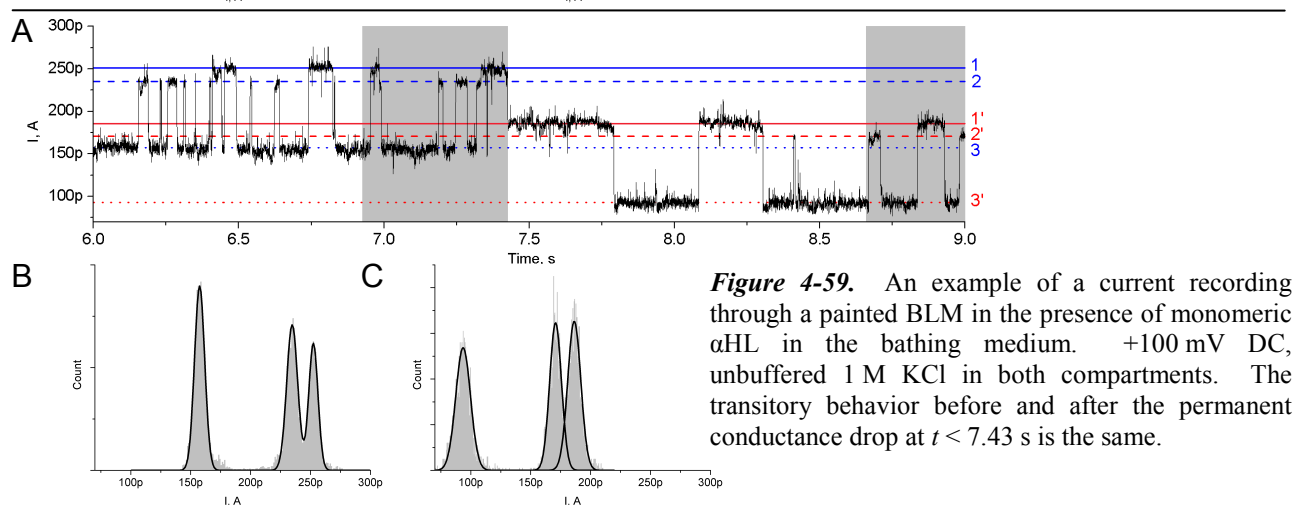 I, A I, A
A
300p
250p
200p
150p
100p
I, A
1
2
1'
2'
3
3'
6.0 6.5 7.0 7.5 8.0 8.5 9.0
Time, s
B
Count
100p 150p 200p 250p 300p
I, A
C
Count
100p 150p 200p 250p 300p
I, A
Figure 4-59. An example of a current recording
through a painted BLM in the presence of monomeric
αHL in the bathing medium. +100 mV DC,
unbuffered 1 M KCl in both compartments. The
transitory behavior before and after the permanent
conductance drop at t < 7.43 s is the same.